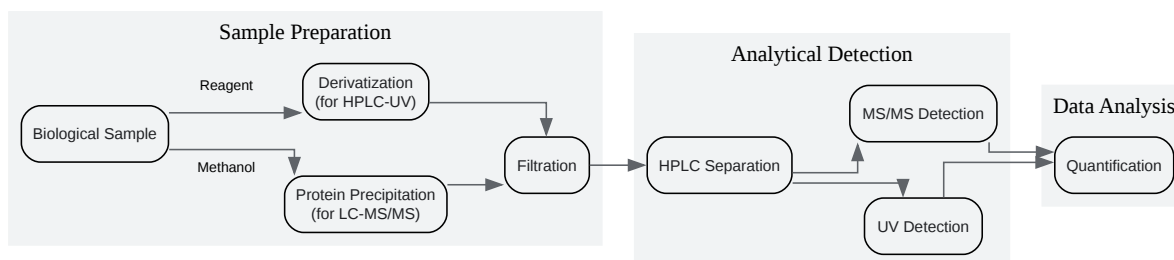 Sample Preparation
Reagent
Derivatization
(for HPLC-UV)
Biological Sample
Methanol
Protein Precipitation
(for LC-MS/MS)
Filtration
Analytical Detection
HPLC Separation
MS/MS Detection
UV Detection
Data Analysis
Quantification